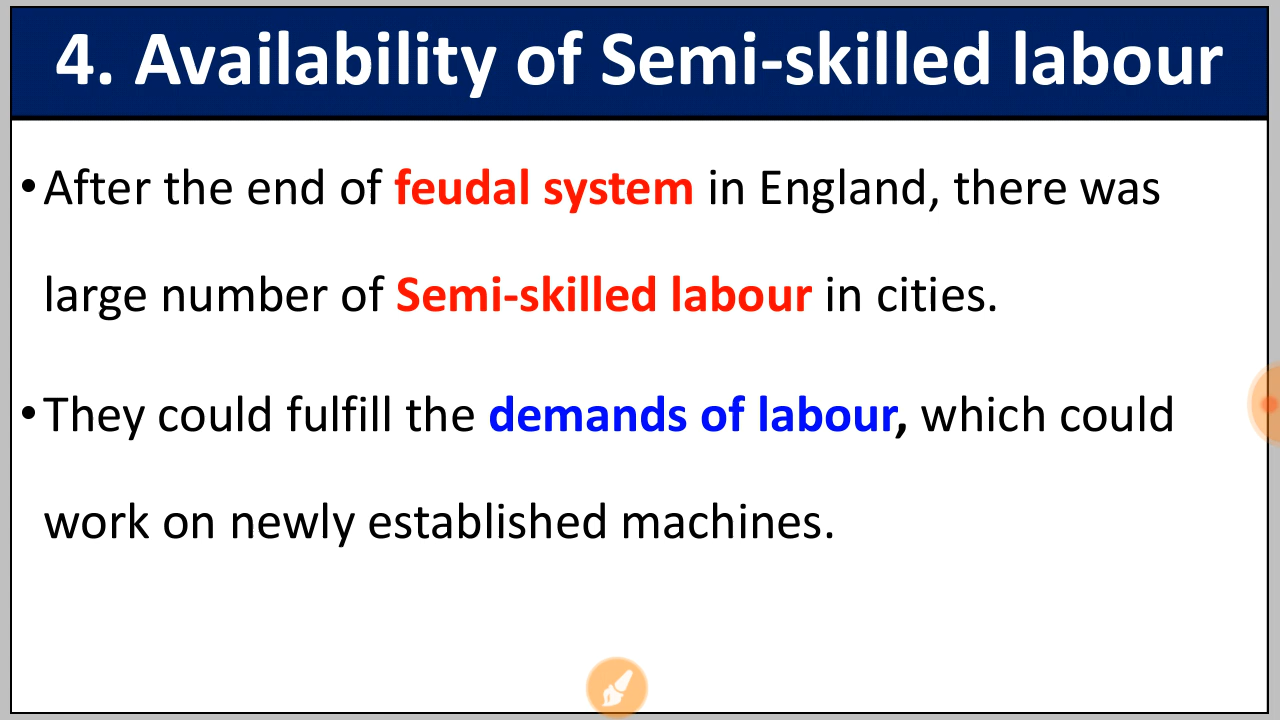 4. Availability of Semi-skilled labour
•After the end of feudal system in England, there was
large number of Semi-skilled labour in cities.
•They could fulfill the demands of labour, which could
work on newly established machines.